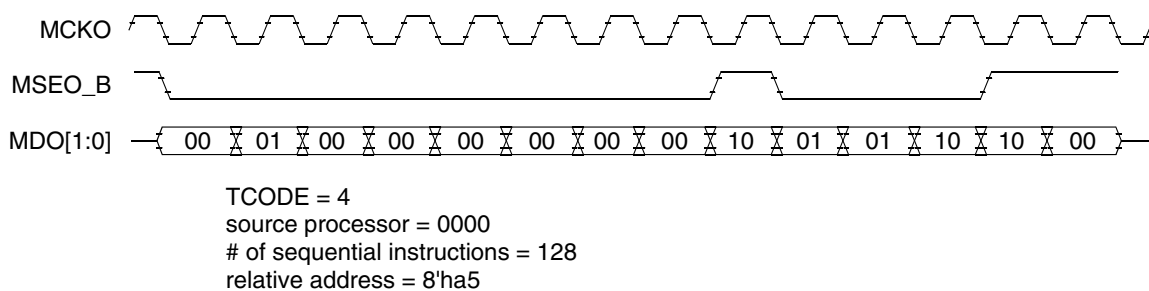 MCKO
MSEO_B
MDO[1:0] 00 01 00 00 00 00 00 00 10 01 01 10 10 00
TCODE = 4
source processor = 0000
# of sequential instructions = 128
relative address = 8'ha5